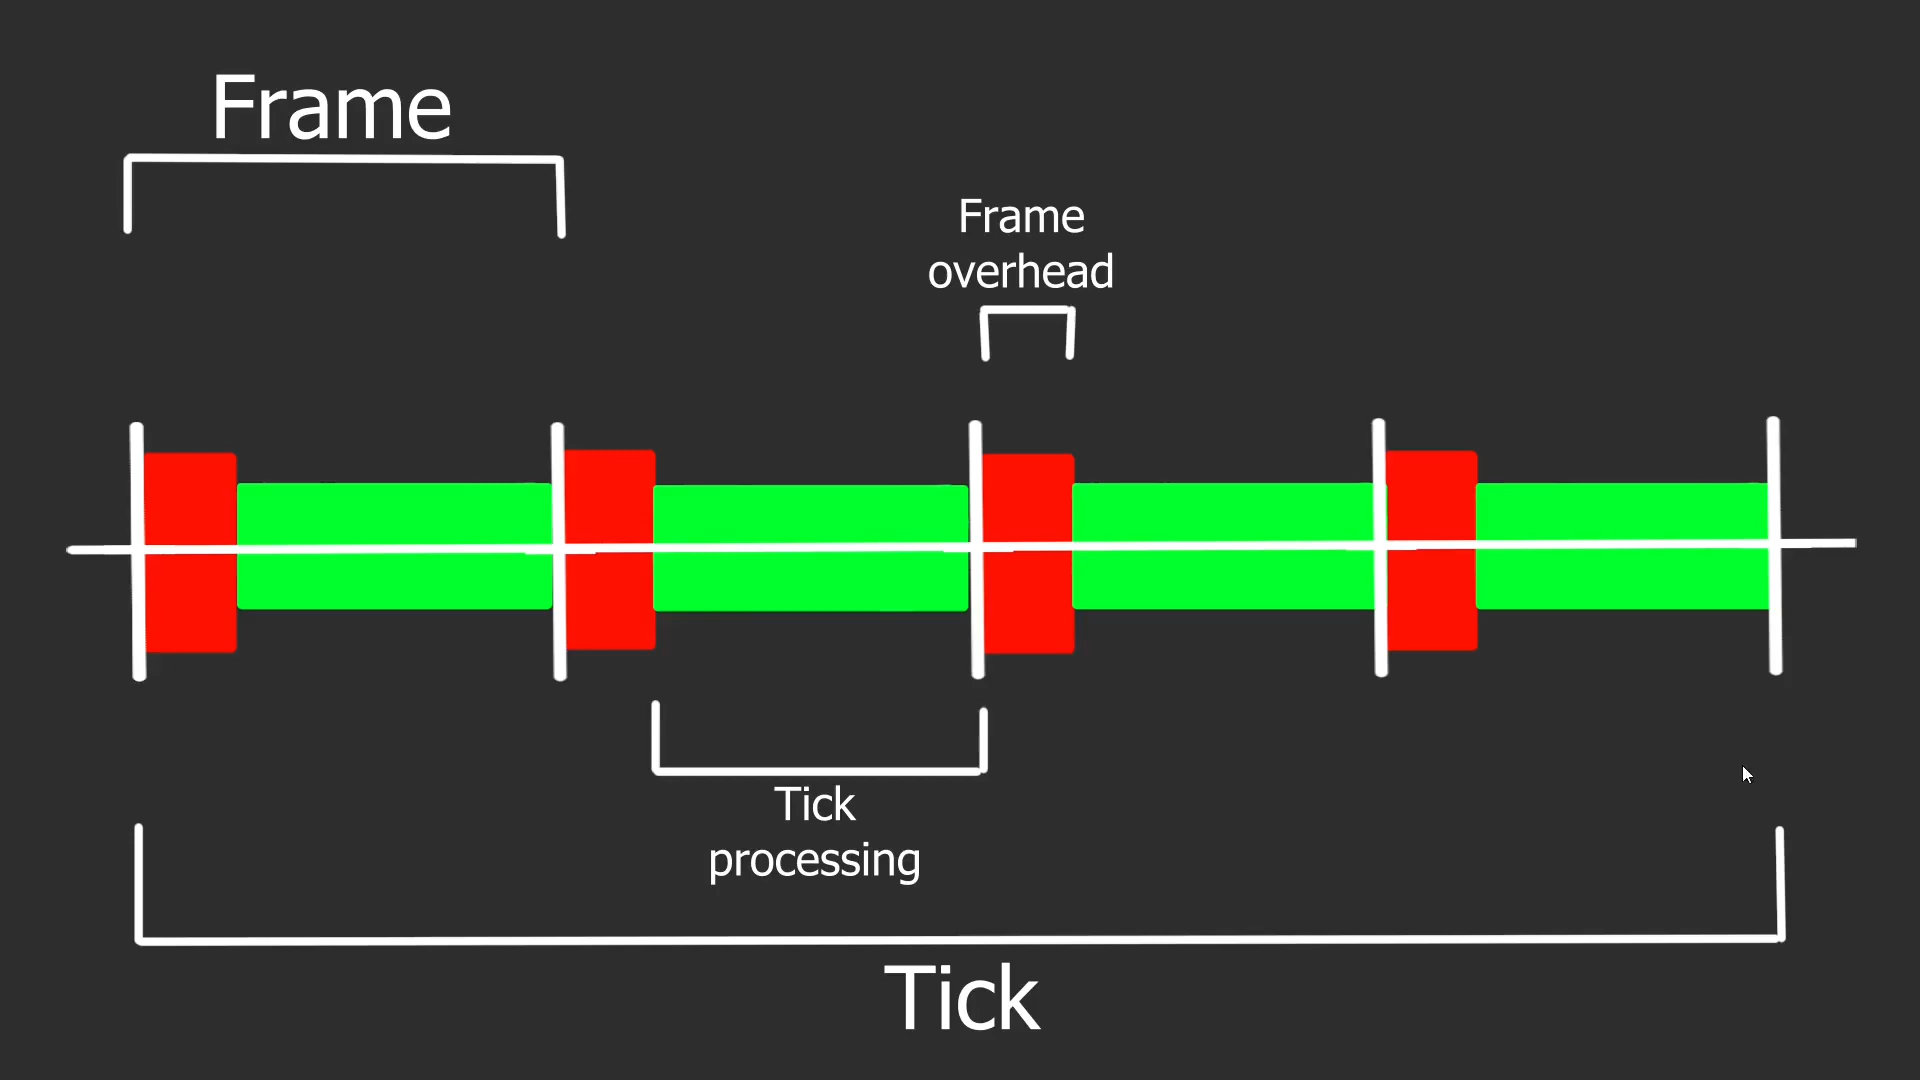 Frame
Frame
overhead
Tick
processing
Tick